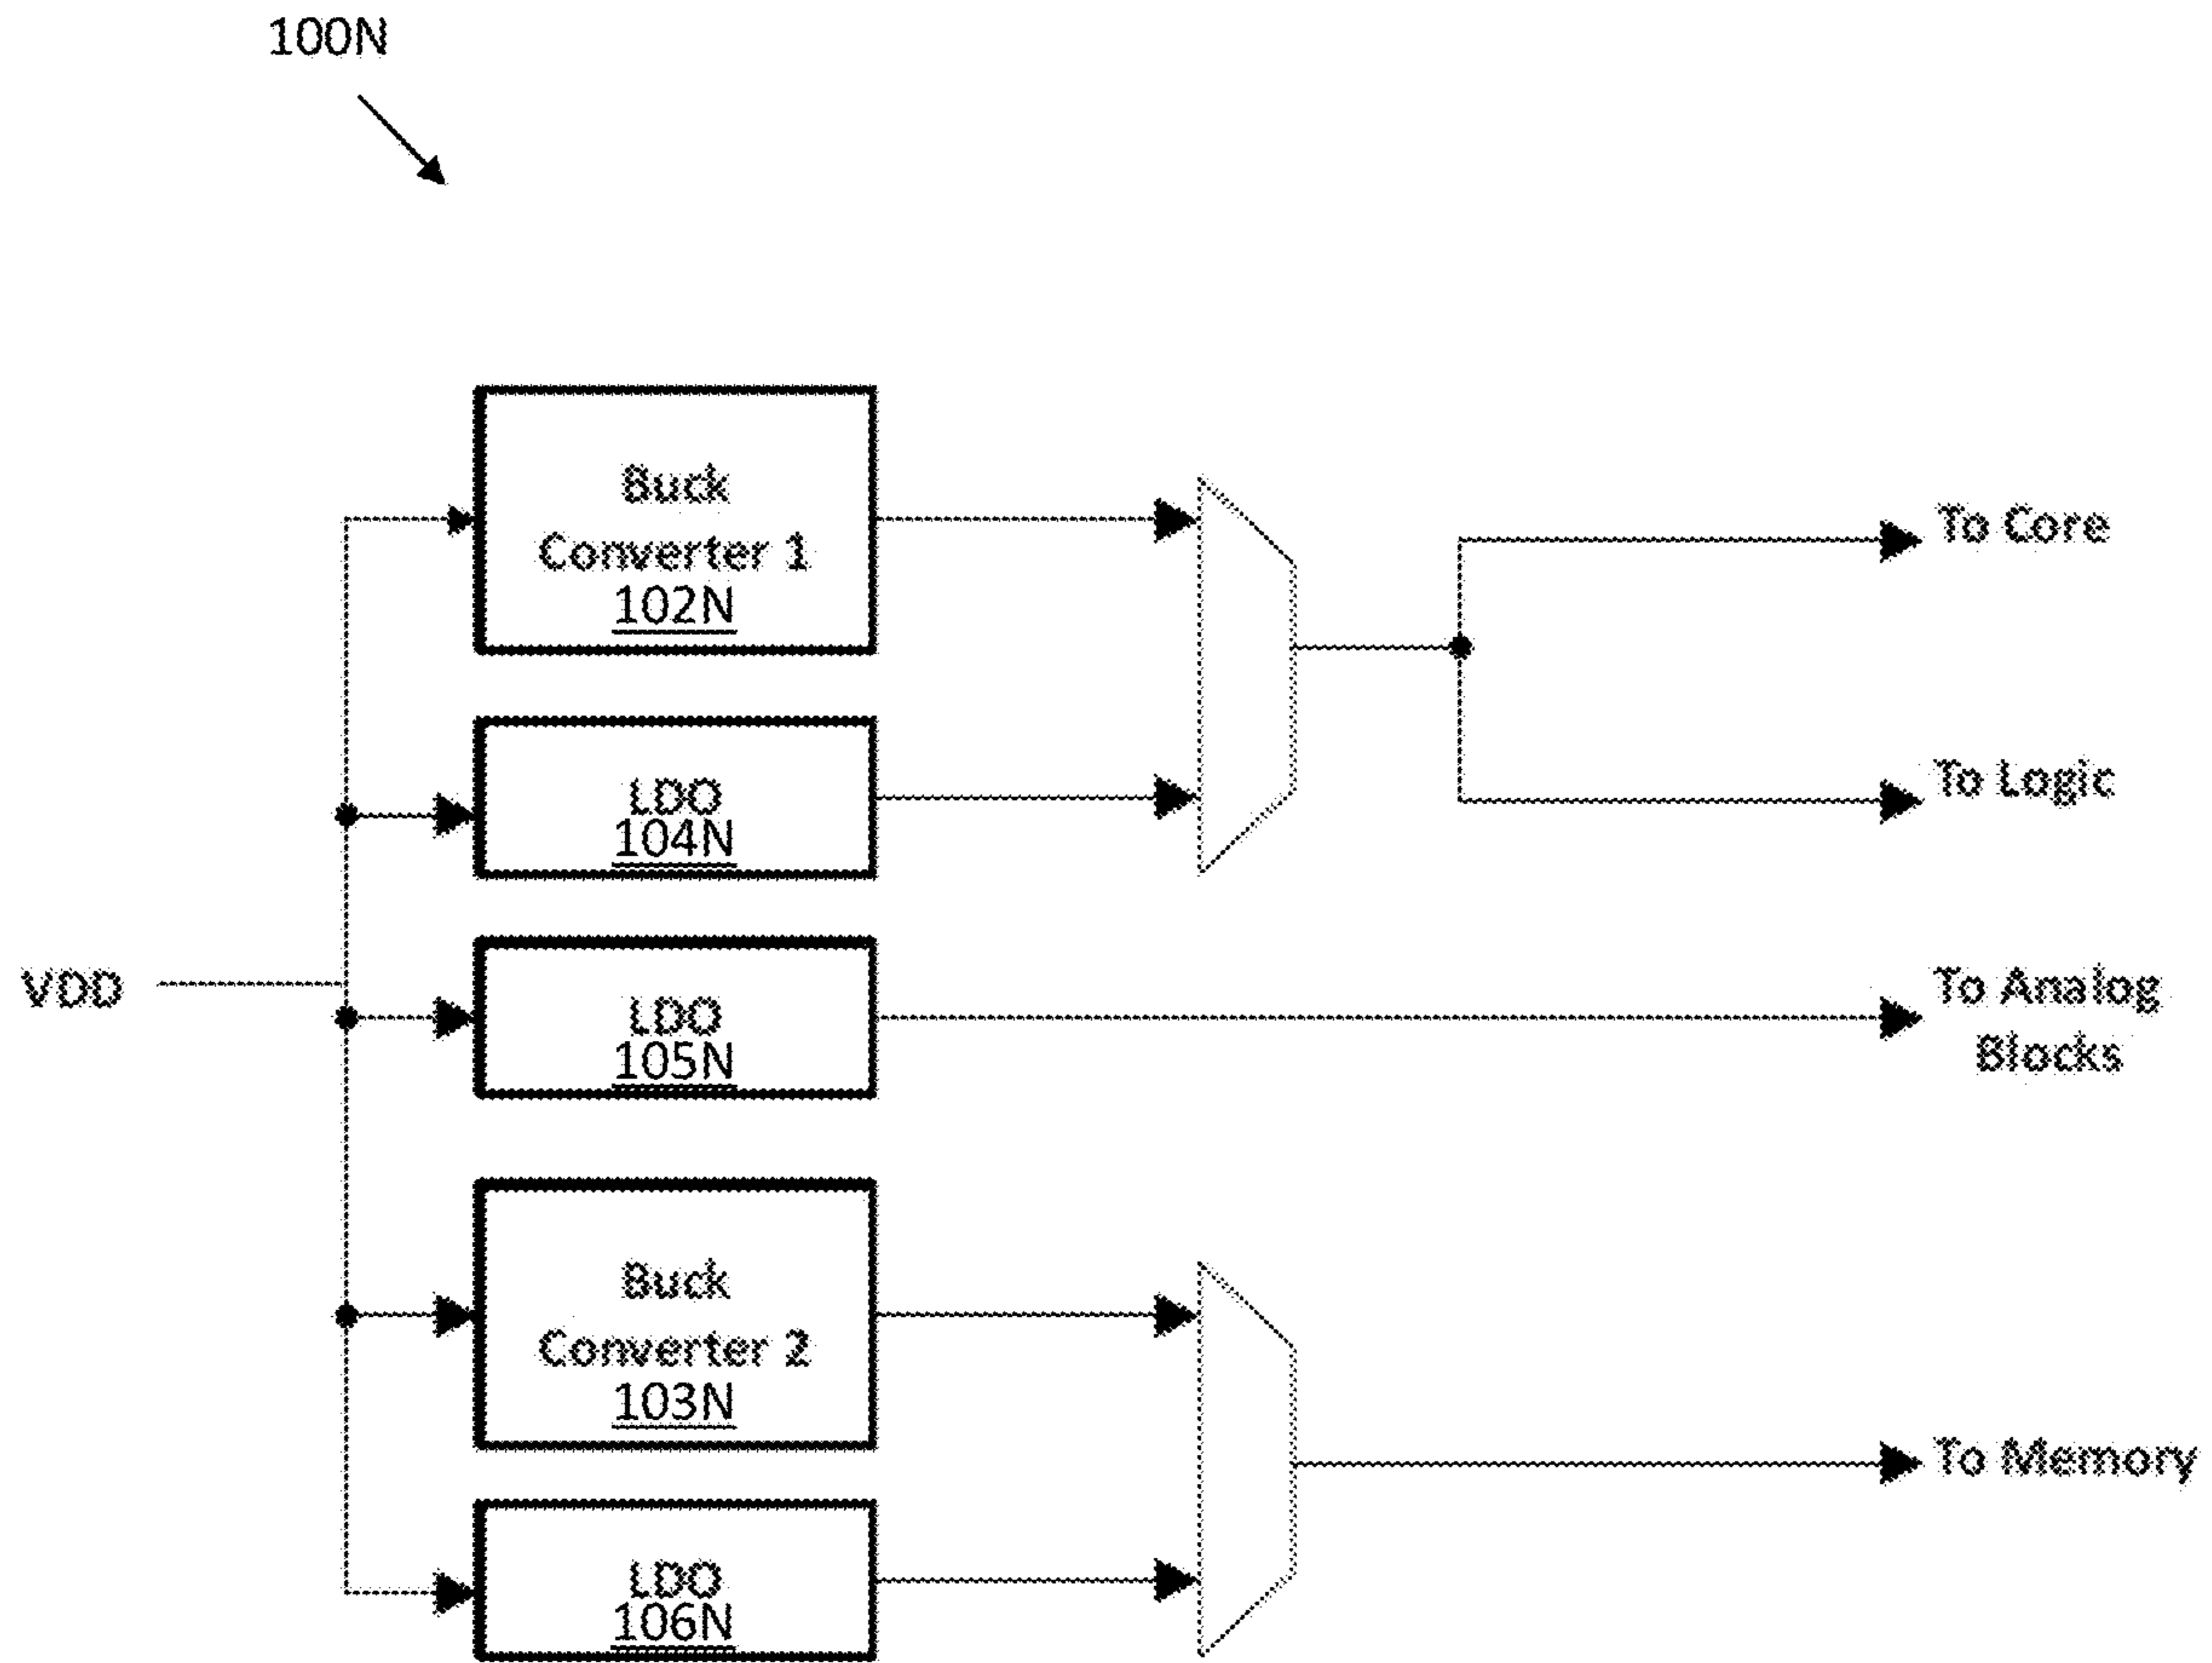 100N
Buck
Converter 1
102N
To Core
LDO
104N
To Logic
VDD
LDO
105N
To Analog
Blocks
Buck
Converter 2
103N
To Memory
LDO
106N